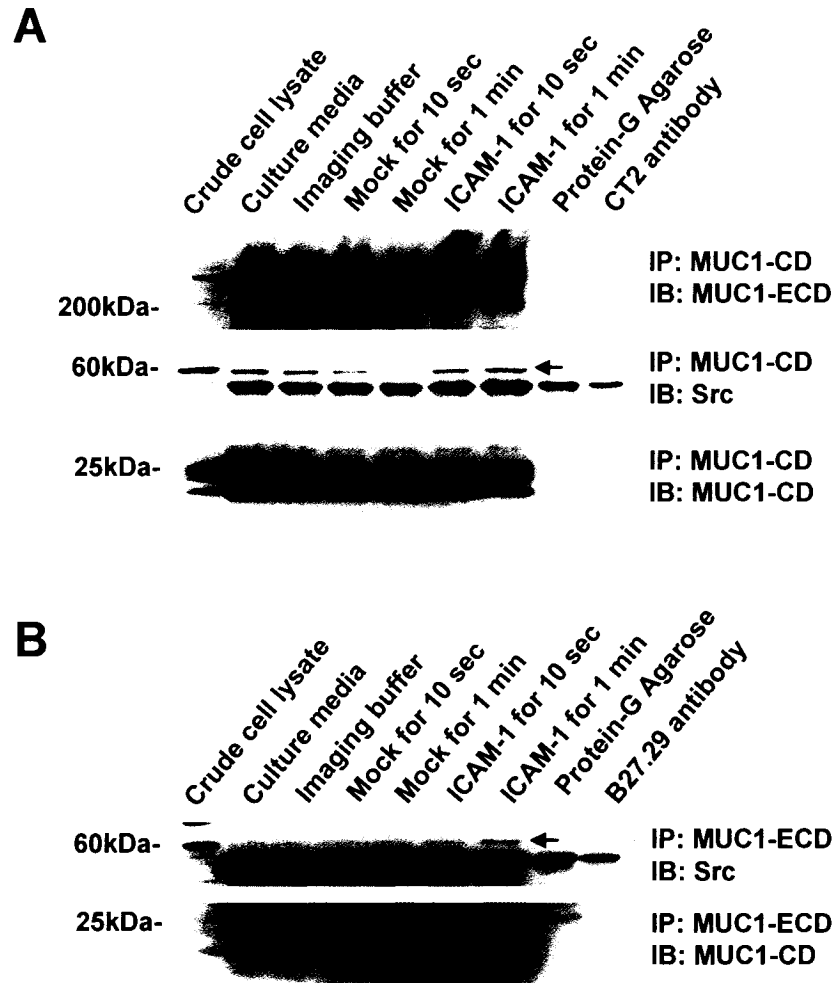 A
Crude cell lysate
Culture media
Imaging buffer
Mock for 10 sec
Mock for 1 min
ICAM-1 for 10 sec
ICAM-1 for 1 min
Protein-G Agarose
CT2 antibody
200kDa-
IP: MUC1-CD
IB: MUC1-ECD
60kDa-
IP: MUC1-CD
IB: Src
25kDa-
IP: MUC1-CD
IB: MUC1-CD
B
Crude cell lysate
Culture media
Imaging buffer
Mock for 10 sec
Mock for 1 min
ICAM-1 for 10 sec
ICAM-1 for 1 min
Protein-G Agarose
B27.29 antibody
60kDa-
IP: MUC1-ECD
IB: Src
25kDa-
IP: MUC1-ECD
IB: MUC1-CD